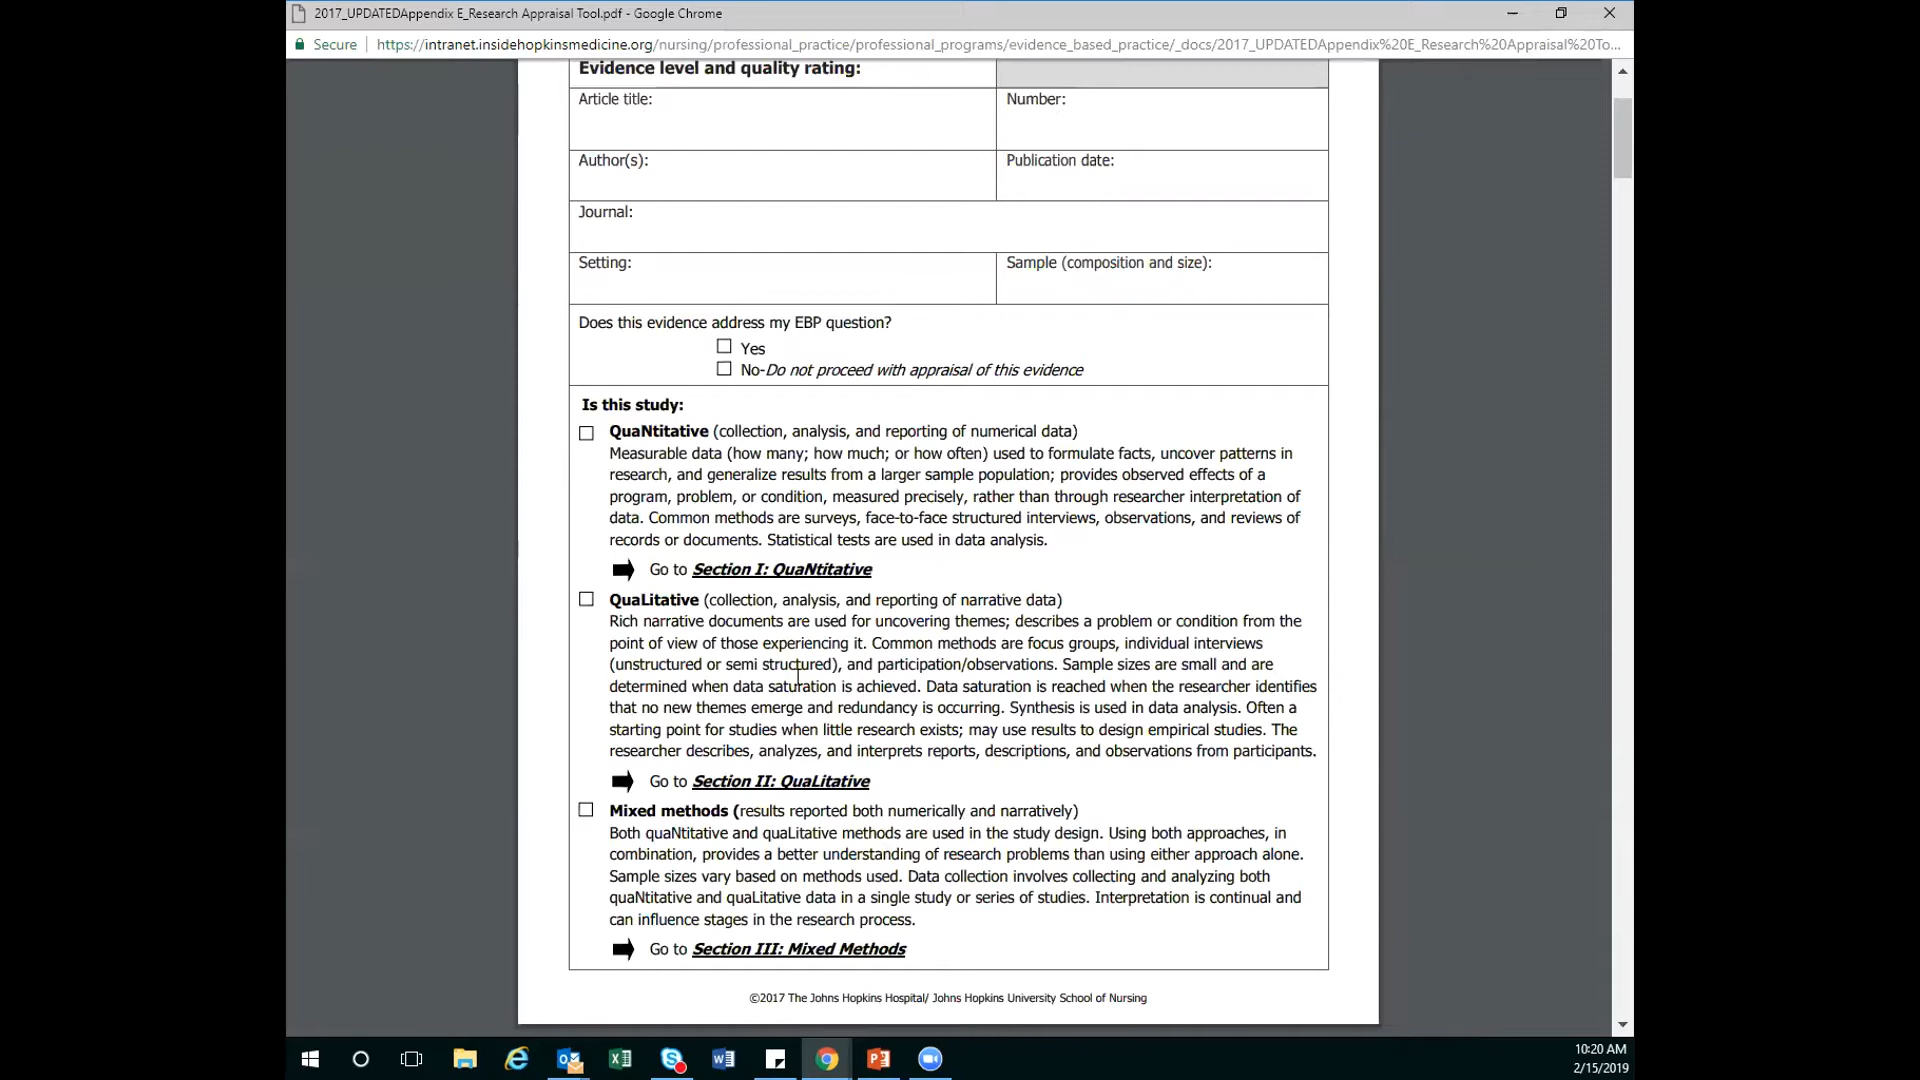 2017_UPDATEDAppendix E_Research Appraisal Tool.pdf - Google Chrome
Secure | https://intranet.insidehopkinsmedicine.org/nursing/professional_practice/professional_programs/evidence_based_practice/_docs/2017_UPDATEDAppendix%20E_Research%20Appraisal%20To...
Evidence level and quality rating:
Article title: Number:
Author(s): Publication date:
Journal:
Setting: Sample (composition and size):
Does this evidence address my EBP question?
Yes
No-Do not proceed with appraisal of this evidence
Is this study:
QuaNtitative (collection, analysis, and reporting of numerical data)
Measurable data (how many; how much; or how often) used to formulate facts, uncover patterns in
research, and generalize results from a larger sample population; provides observed effects of a
program, problem, or condition, measured precisely, rather than through researcher interpretation of
data. Common methods are surveys, face-to-face structured interviews, observations, and reviews of
records or documents. Statistical tests are used in data analysis.
Go to Section I: QuaNtitative
QuaLitative (collection, analysis, and reporting of narrative data)
Rich narrative documents are used for uncovering themes; describes a problem or condition from the
point of view of those experiencing it. Common methods are focus groups, individual interviews
(unstructured or semi structured), and participation/observations. Sample sizes are small and are
determined when data saturation is achieved. Data saturation is reached when the researcher identifies
that no new themes emerge and redundancy is occurring. Synthesis is used in data analysis. Often a
starting point for studies when little research exists; may use results to design empirical studies. The
researcher describes, analyzes, and interprets reports, descriptions, and observations from participants.
Go to Section II: QuaLitative
Mixed methods (results reported both numerically and narratively)
Both quaNtitative and quaLitative methods are used in the study design. Using both approaches, in
combination, provides a better understanding of research problems than using either approach alone.
Sample sizes vary based on methods used. Data collection involves collecting and analyzing both
quaNtitative and quaLitative data in a single study or series of studies. Interpretation is continual and
can influence stages in the research process.
Go to Section III: Mixed Methods
©2017 The Johns Hopkins Hospital/ Johns Hopkins University School of Nursing
10:20 AM
2/15/2019